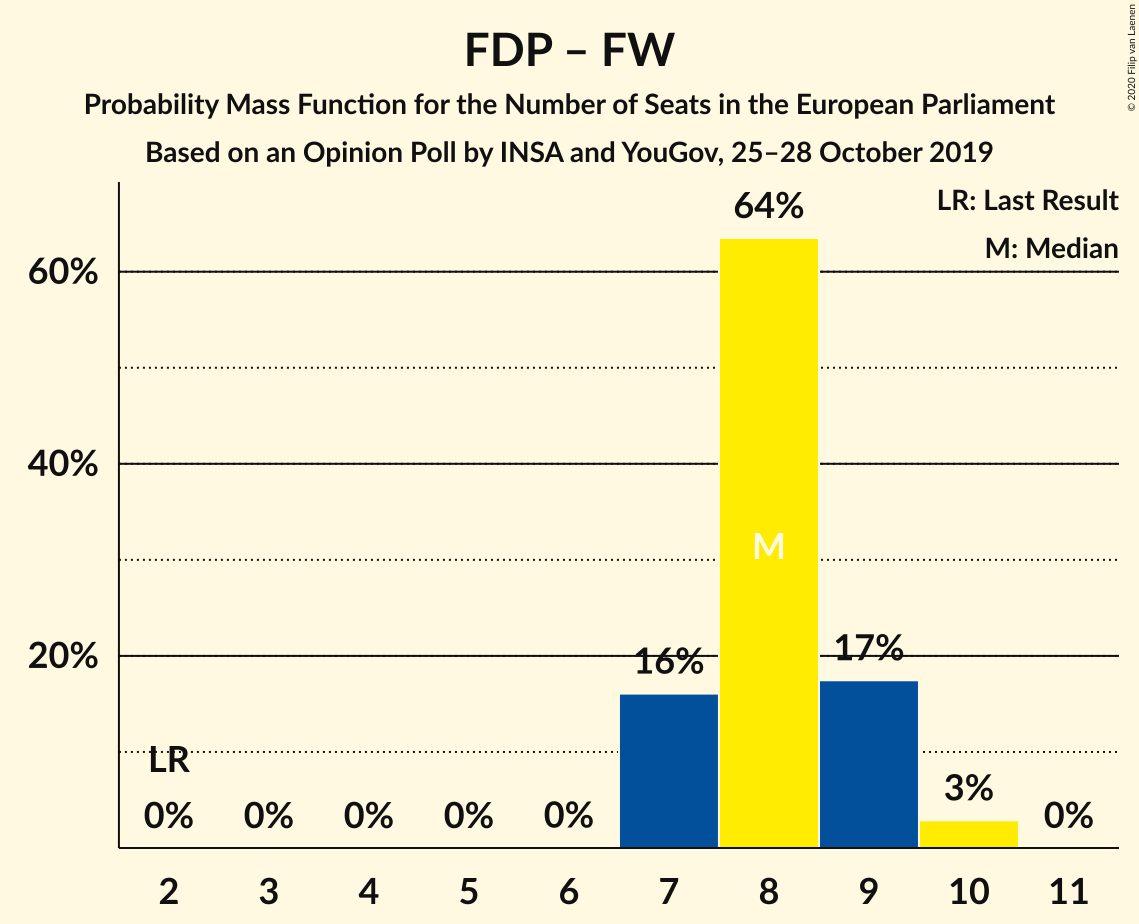 FDP – FW
Probability Mass Function for the Number of Seats in the European Parliament
Based on an Opinion Poll by INSA and YouGov, 25–28 October 2019
© 2020 Filip van Laenen
LR: Last Result
M: Median
64%
60%
40%
M
20%
16%
17%
LR
3%
0%
0%
0%
0%
0%
0%
2
3
4
5
6
7
8
9
10
11